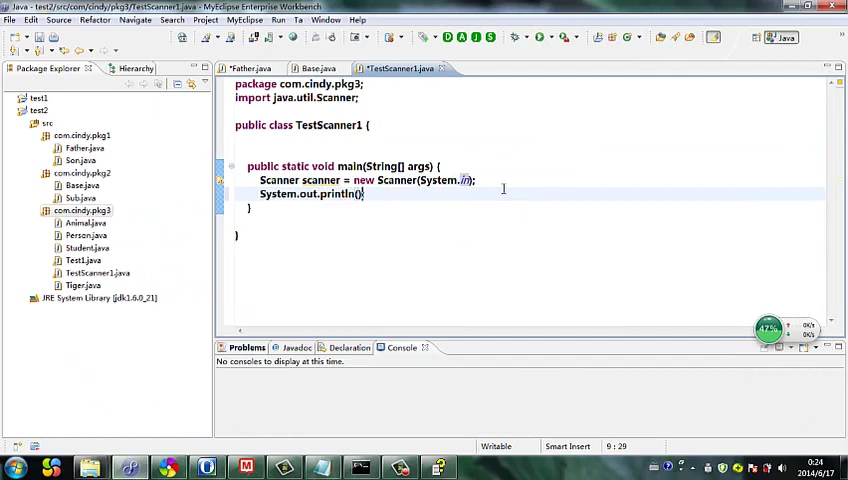 Java - test2/src/com/cindy/pkg3/TestScanner1.java - MyEclipse Enterprise Workbench
File Edit Source Refactor Navigate Search Project MyEclipse Run Ta Window Help
Java
Package Explorer Hierarchy
*Father.java Base.java *TestScanner1.java
test1
test2
src
com.cindy.pkg1
Father.java
Son.java
com.cindy.pkg2
Base.java
Sub.java
com.cindy.pkg3
Animal.java
Person.java
Student.java
Test1.java
TestScanner1.java
Tiger.java
JRE System Library [jdk1.6.0_21]
package com.cindy.pkg3;
import java.util.Scanner;
public class TestScanner1 {
public static void main(String[] args) {
Scanner scanner = new Scanner(System.in);
System.out.println()
}
}
47%
0K/s
0K/s
Problems Javadoc Declaration Console
No consoles to display at this time.
Writable Smart Insert 9 : 29
0:24
2014/6/17